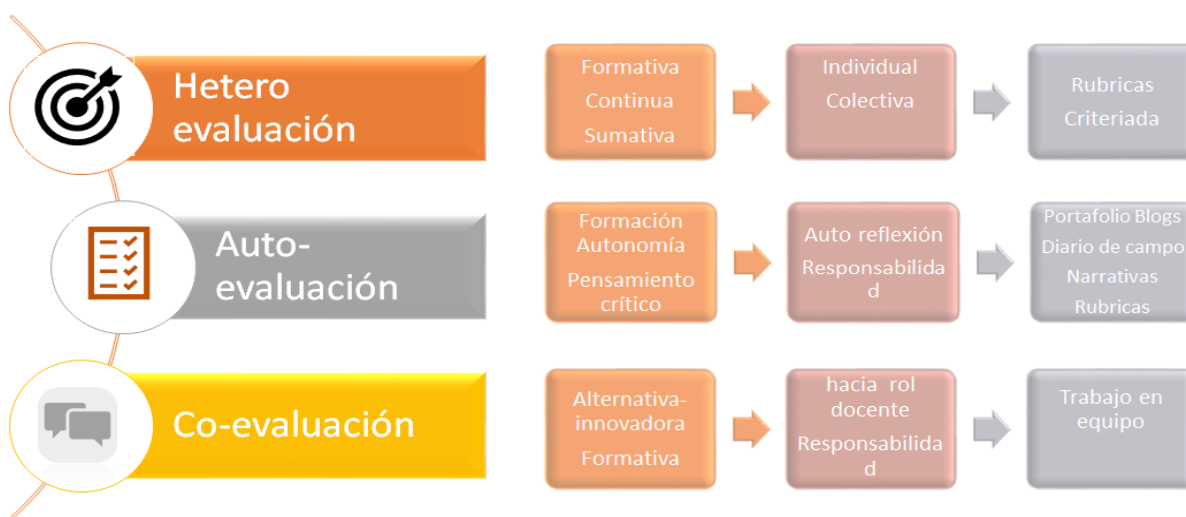 Hetero
evaluación
Formativa
Continua
Sumativa
Individual
Colectiva
Rubricas
Criteriada
Auto-
evaluación
Formación
Autonomía
Pensamiento
crítico
Auto reflexión
Responsabilida
d
Portafolio Blogs
Diario de campo
Narrativas
Rubricas
Co-evaluación
Alternativa-
innovadora
Formativa
hacia rol
docente
Responsabilida
d
Trabajo en
equipo